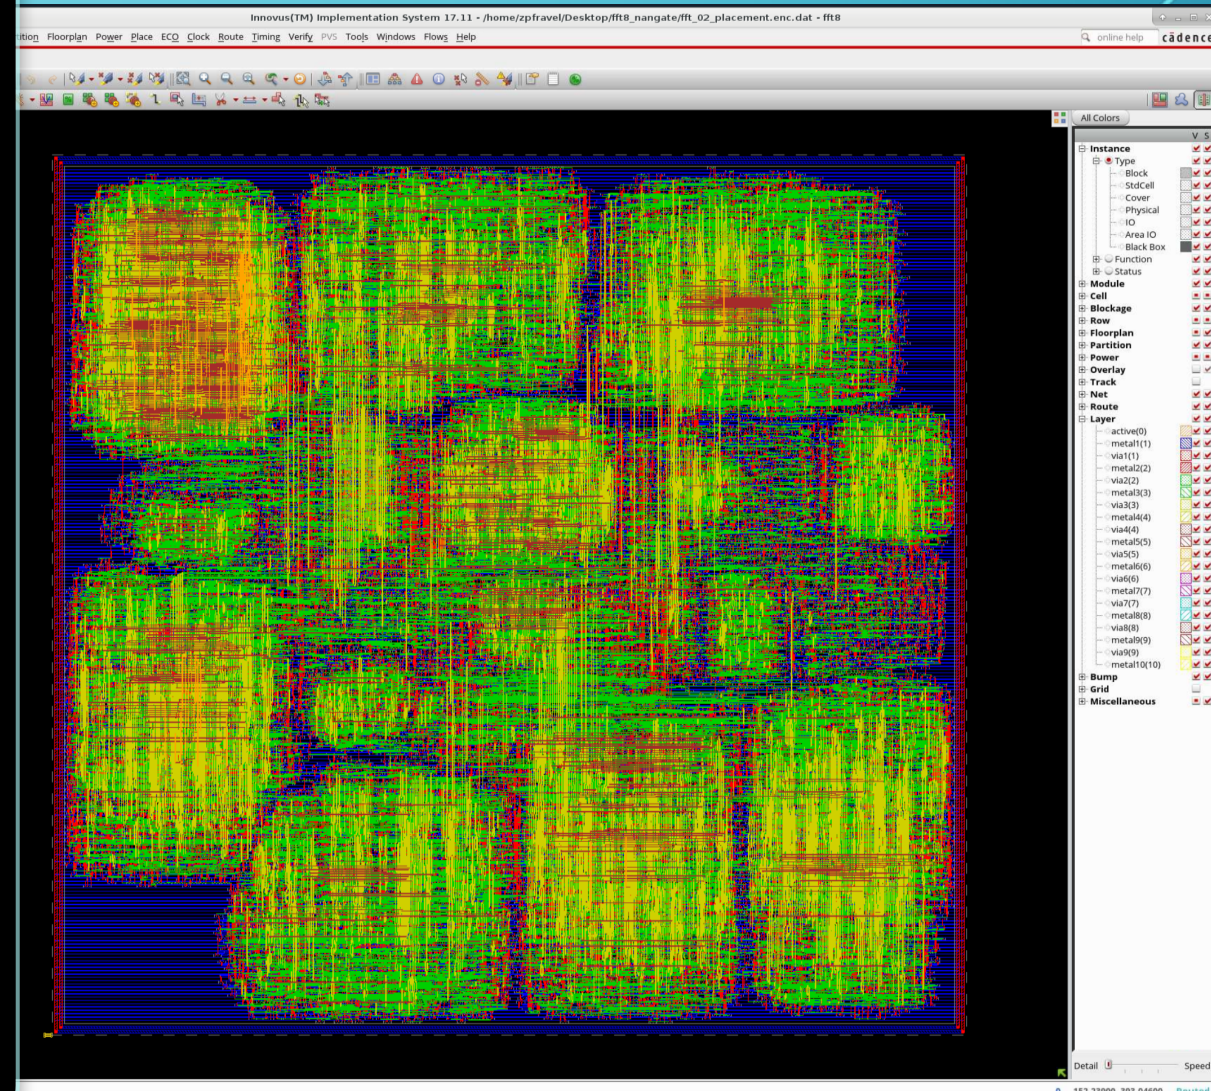 Innovus(TM) Implementation System 17.11 - /home/zpfravel/Desktop/fft8_nangate/fft_02_placement.enc.dat - fft8
ition Floorplan Power Place ECO Clock Route Timing Verify PVS Tools Windows Flows Help
online help cādence
All Colors
V S
Instance
Type
Block
StdCell
Cover
Physical
IO
Area IO
Black Box
Function
Status
Module
Cell
Blockage
Row
Floorplan
Partition
Power
Overlay
Track
Net
Route
Layer
active(0)
metal1(1)
via1(1)
metal2(2)
via2(2)
metal3(3)
via3(3)
metal4(4)
via4(4)
metal5(5)
via5(5)
metal6(6)
via6(6)
metal7(7)
via7(7)
metal8(8)
via8(8)
metal9(9)
via9(9)
metal10(10)
Bump
Grid
Miscellaneous
Detail Speed